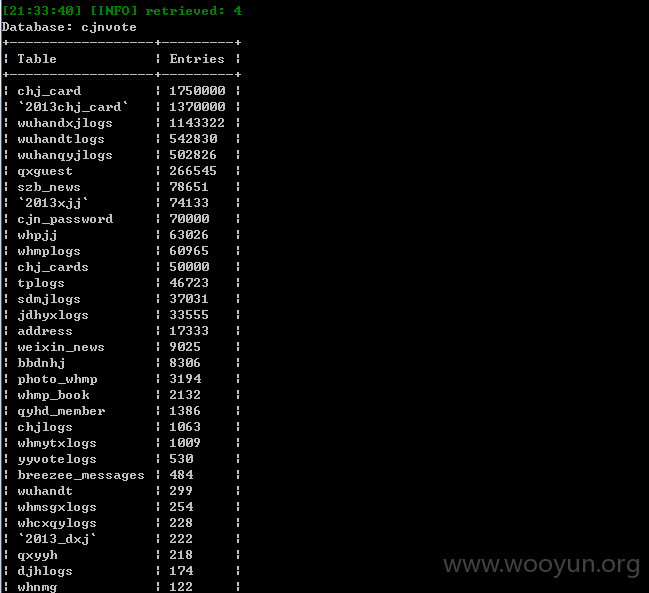 [21:33:40] [INFO] retrieved: 4
Database: cjnvote
+------------------+---------+
¦ Table            ¦ Entries ¦
+------------------+---------+
¦ chj_card         ¦ 1750000 ¦
¦ `2013chj_card`   ¦ 1370000 ¦
¦ wuhandxjlogs     ¦ 1143322 ¦
¦ wuhandtlogs      ¦ 542830  ¦
¦ wuhanqyjlogs     ¦ 502826  ¦
¦ qxguest          ¦ 266545  ¦
¦ szb_news         ¦ 78651   ¦
¦ `2013xjj`        ¦ 74133   ¦
¦ cjn_password     ¦ 70000   ¦
¦ whpjj            ¦ 63026   ¦
¦ whmplogs         ¦ 60965   ¦
¦ chj_cards        ¦ 50000   ¦
¦ tplogs           ¦ 46723   ¦
¦ sdmjlogs         ¦ 37031   ¦
¦ jdhyxlogs        ¦ 33555   ¦
¦ address          ¦ 17333   ¦
¦ weixin_news      ¦ 9025    ¦
¦ bbdnhj           ¦ 8306    ¦
¦ photo_whmp       ¦ 3194    ¦
¦ whmp_book        ¦ 2132    ¦
¦ qyhd_member      ¦ 1386    ¦
¦ chjlogs          ¦ 1063    ¦
¦ whmytxlogs       ¦ 1009    ¦
¦ yyvotelogs       ¦ 530     ¦
¦ breezee_messages ¦ 484     ¦
¦ wuhandt          ¦ 299     ¦
¦ whmsgxlogs       ¦ 254     ¦
¦ whcxqylogs       ¦ 228     ¦
¦ `2013_dxj`       ¦ 222     ¦
¦ qxyyh            ¦ 218     ¦
¦ djhlogs          ¦ 174     ¦
¦ whnmg            ¦ 122     ¦
www.wooyun.org